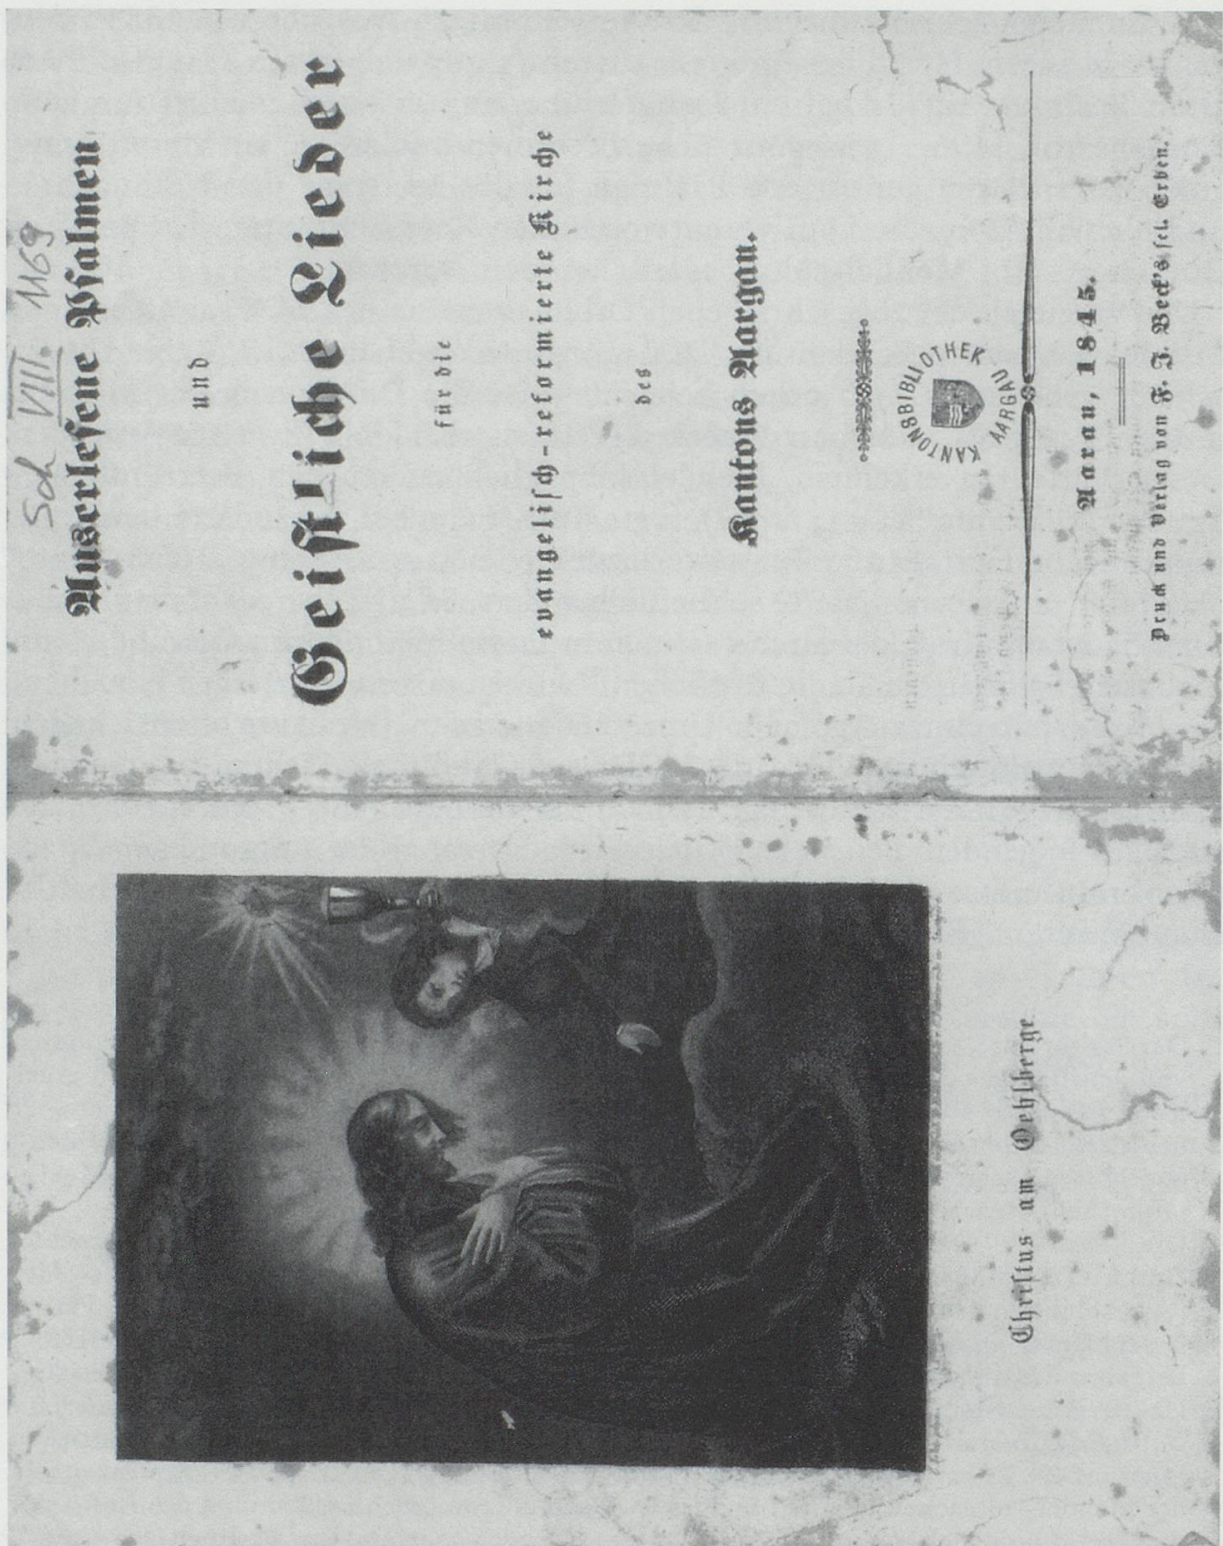 Chriſtus am Oehlberge
Sch VIII. 1169
Auserleſene Pſalmen
und
Geiſtliche Lieder
für die
evangeliſch-reformierte Kirche
des
Kantons Aargau.
KANTONSBIBLIOTHEK AARGAU
Aarau, 1845.
Druck und Verlag von F. J. Beck's ſel. Erben.